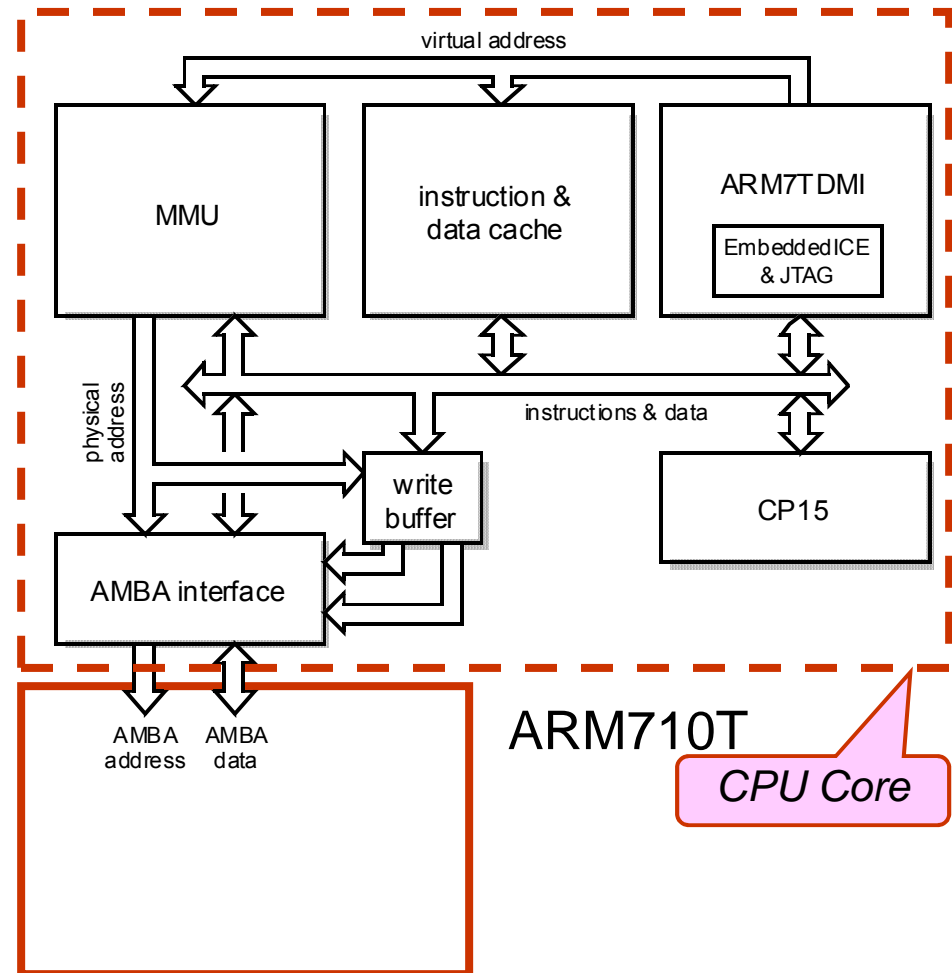 virtual address
MMU
instruction &
data cache
ARM7TDMI
EmbeddedICE
& JTAG
physical
address
instructions & data
write
buffer
CP15
AMBA interface
AMBA
address
AMBA
data
ARM710T
CPU Core